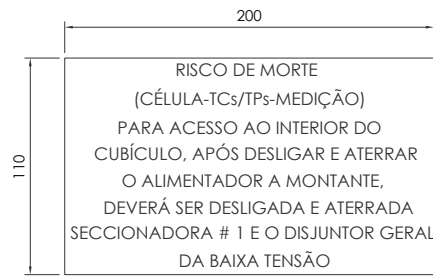 200
110
RISCO DE MORTE
(CÉLULA-TCs/TPs-MEDIÇÃO)
PARA ACESSO AO INTERIOR DO
CUBÍCULO, APÓS DESLIGAR E ATERRAR
O ALIMENTADOR A MONTANTE,
DEVERÁ SER DESLIGADA E ATERRADA
SECCIONADORA # 1 E O DISJUNTOR GERAL
DA BAIXA TENSÃO